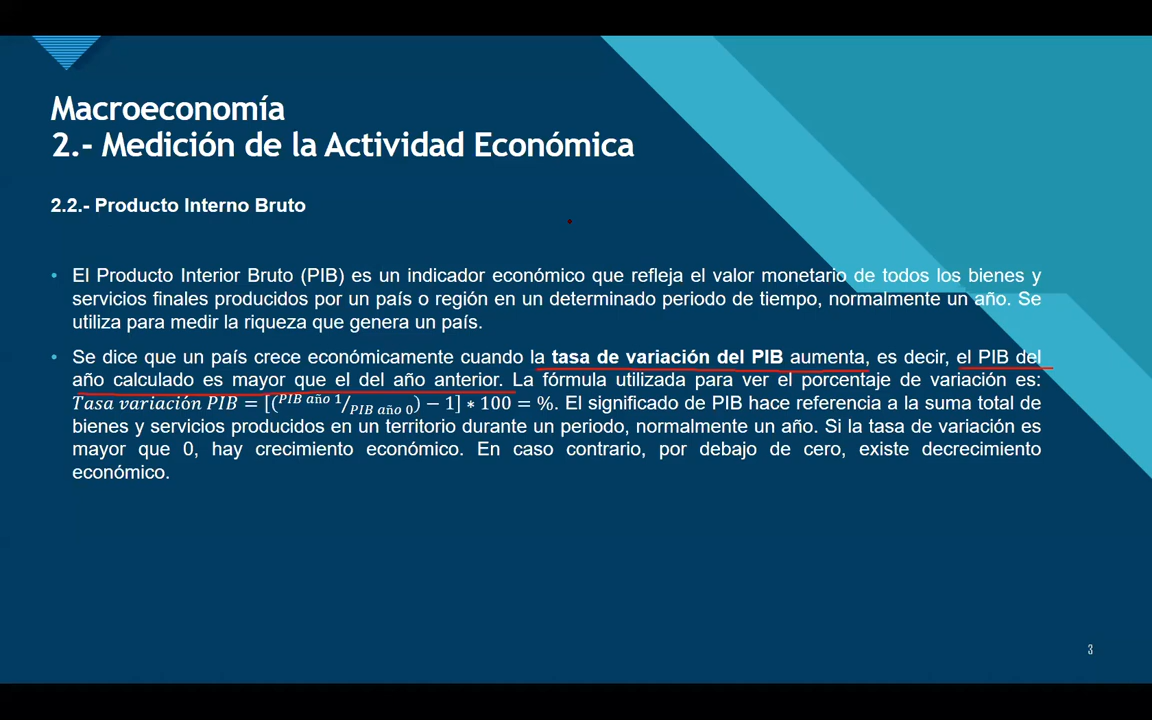 Macroeconomía
2.- Medición de la Actividad Económica
2.2.- Producto Interno Bruto
• El Producto Interior Bruto (PIB) es un indicador económico que refleja el valor monetario de todos los bienes y
servicios finales producidos por un país o región en un determinado periodo de tiempo, normalmente un año. Se
utiliza para medir la riqueza que genera un país.
• Se dice que un país crece económicamente cuando la tasa de variación del PIB aumenta, es decir, el PIB del
año calculado es mayor que el del año anterior. La fórmula utilizada para ver el porcentaje de variación es:
Tasa variación PIB = [(PIB año 1/PIB año 0) − 1] ∗ 100 = %. El significado de PIB hace referencia a la suma total de
bienes y servicios producidos en un territorio durante un periodo, normalmente un año. Si la tasa de variación es
mayor que 0, hay crecimiento económico. En caso contrario, por debajo de cero, existe decrecimiento
económico.
3